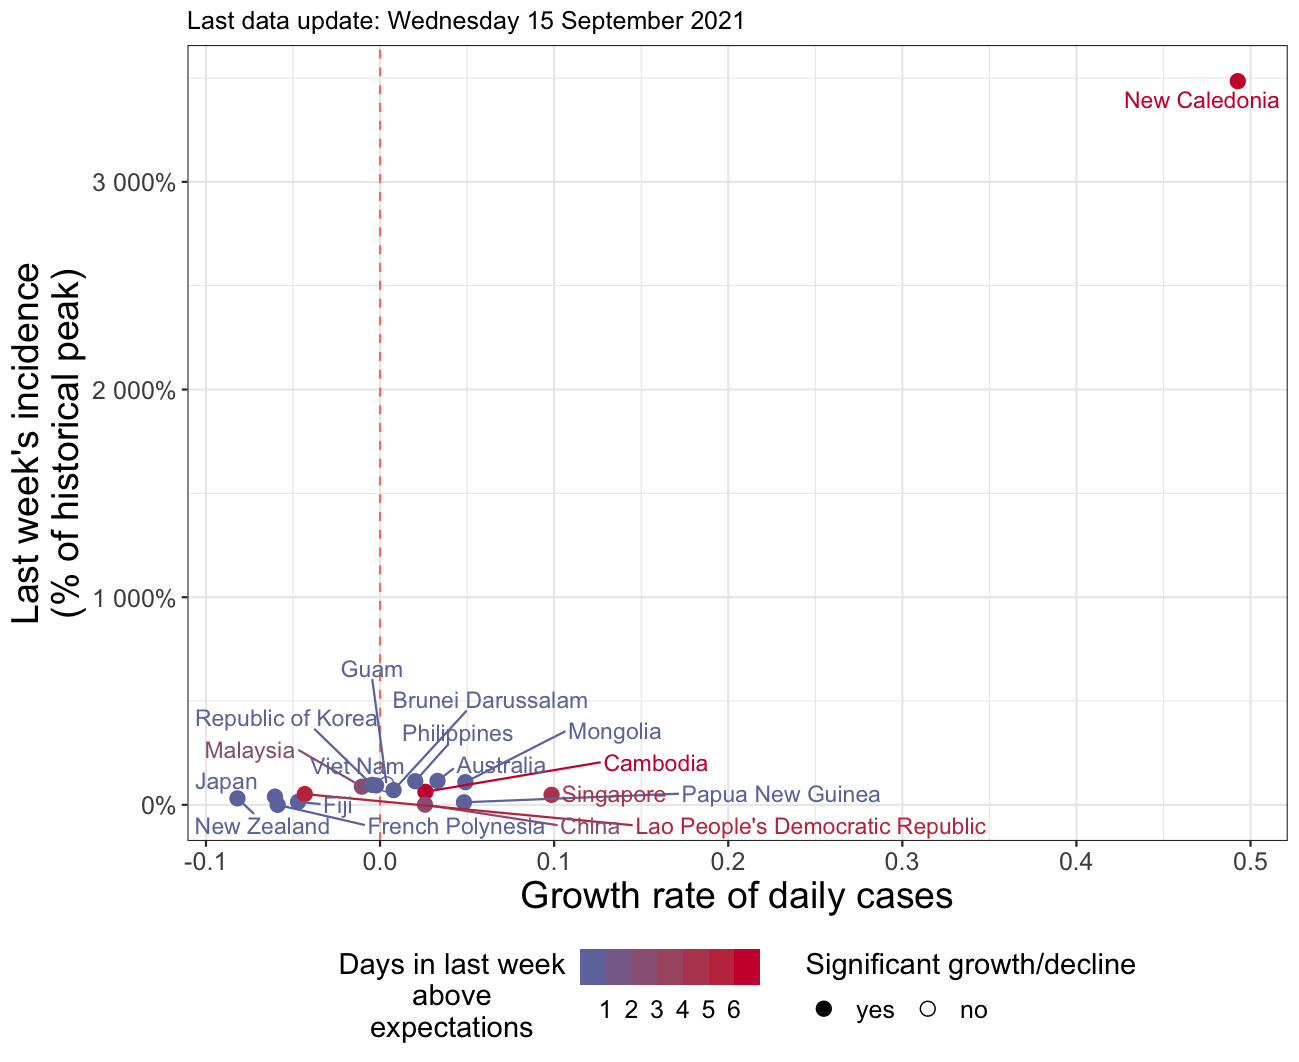 Last data update: Wednesday 15 September 2021
New Caledonia
3 000%
2 000%
1 000%
0%
Last week's incidence
(% of historical peak)
Guam
Brunei Darussalam
Republic of Korea
Philippines
Mongolia
Malaysia
Viet Nam
Australia
Cambodia
Japan
Singapore
Papua New Guinea
Fiji
New Zealand
French Polynesia
China
Lao People's Democratic Republic
-0.1 0.0 0.1 0.2 0.3 0.4 0.5
Growth rate of daily cases
Days in last week
above
expectations
1 2 3 4 5 6
Significant growth/decline
yes no